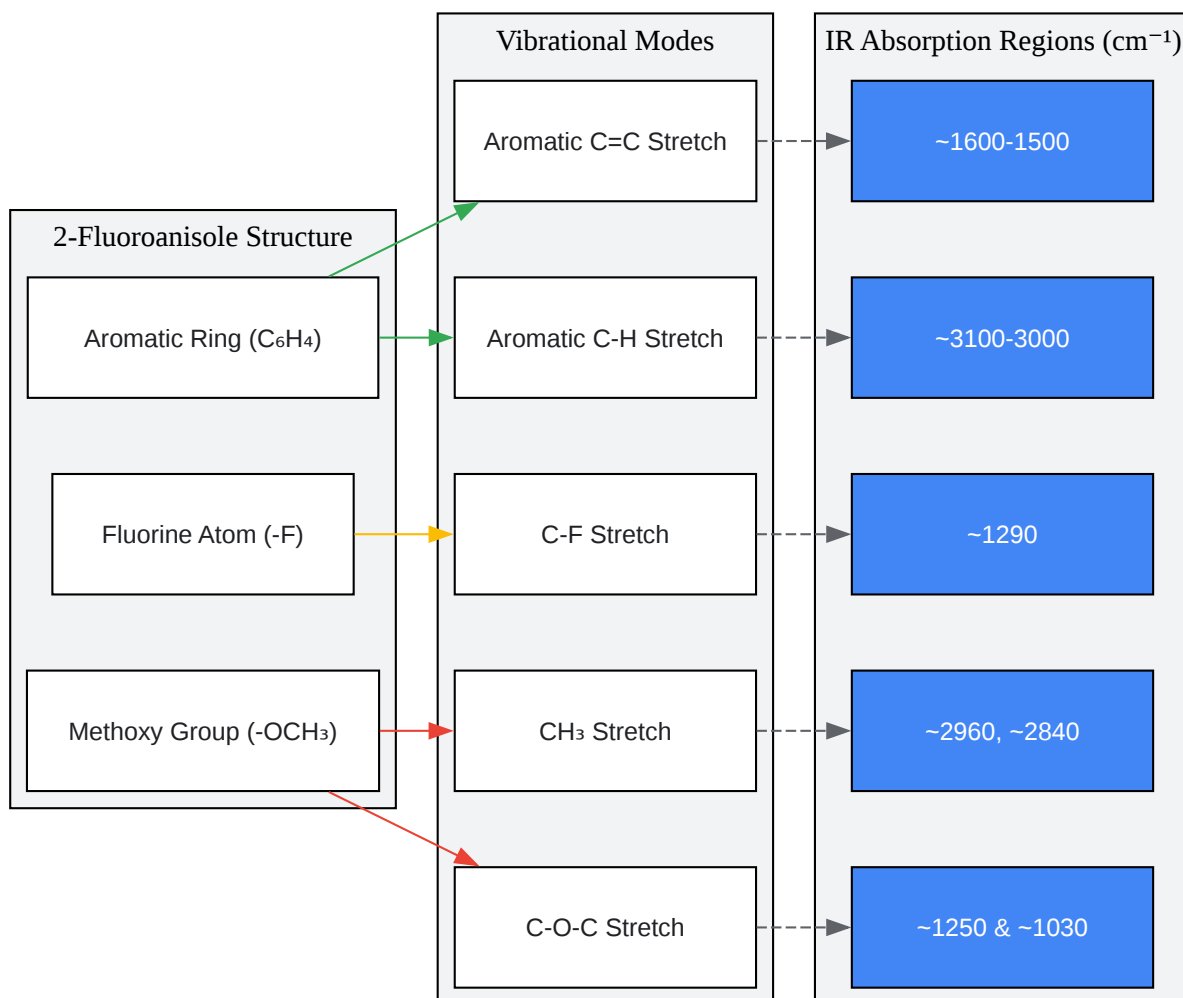 2-Fluoroanisole Structure
Aromatic Ring (C₆H₄)
Fluorine Atom (-F)
Methoxy Group (-OCH₃)
Vibrational Modes
Aromatic C=C Stretch
Aromatic C-H Stretch
C-F Stretch
CH₃ Stretch
C-O-C Stretch
IR Absorption Regions (cm⁻¹)
~1600-1500
~3100-3000
~1290
~2960, ~2840
~1250 & ~1030